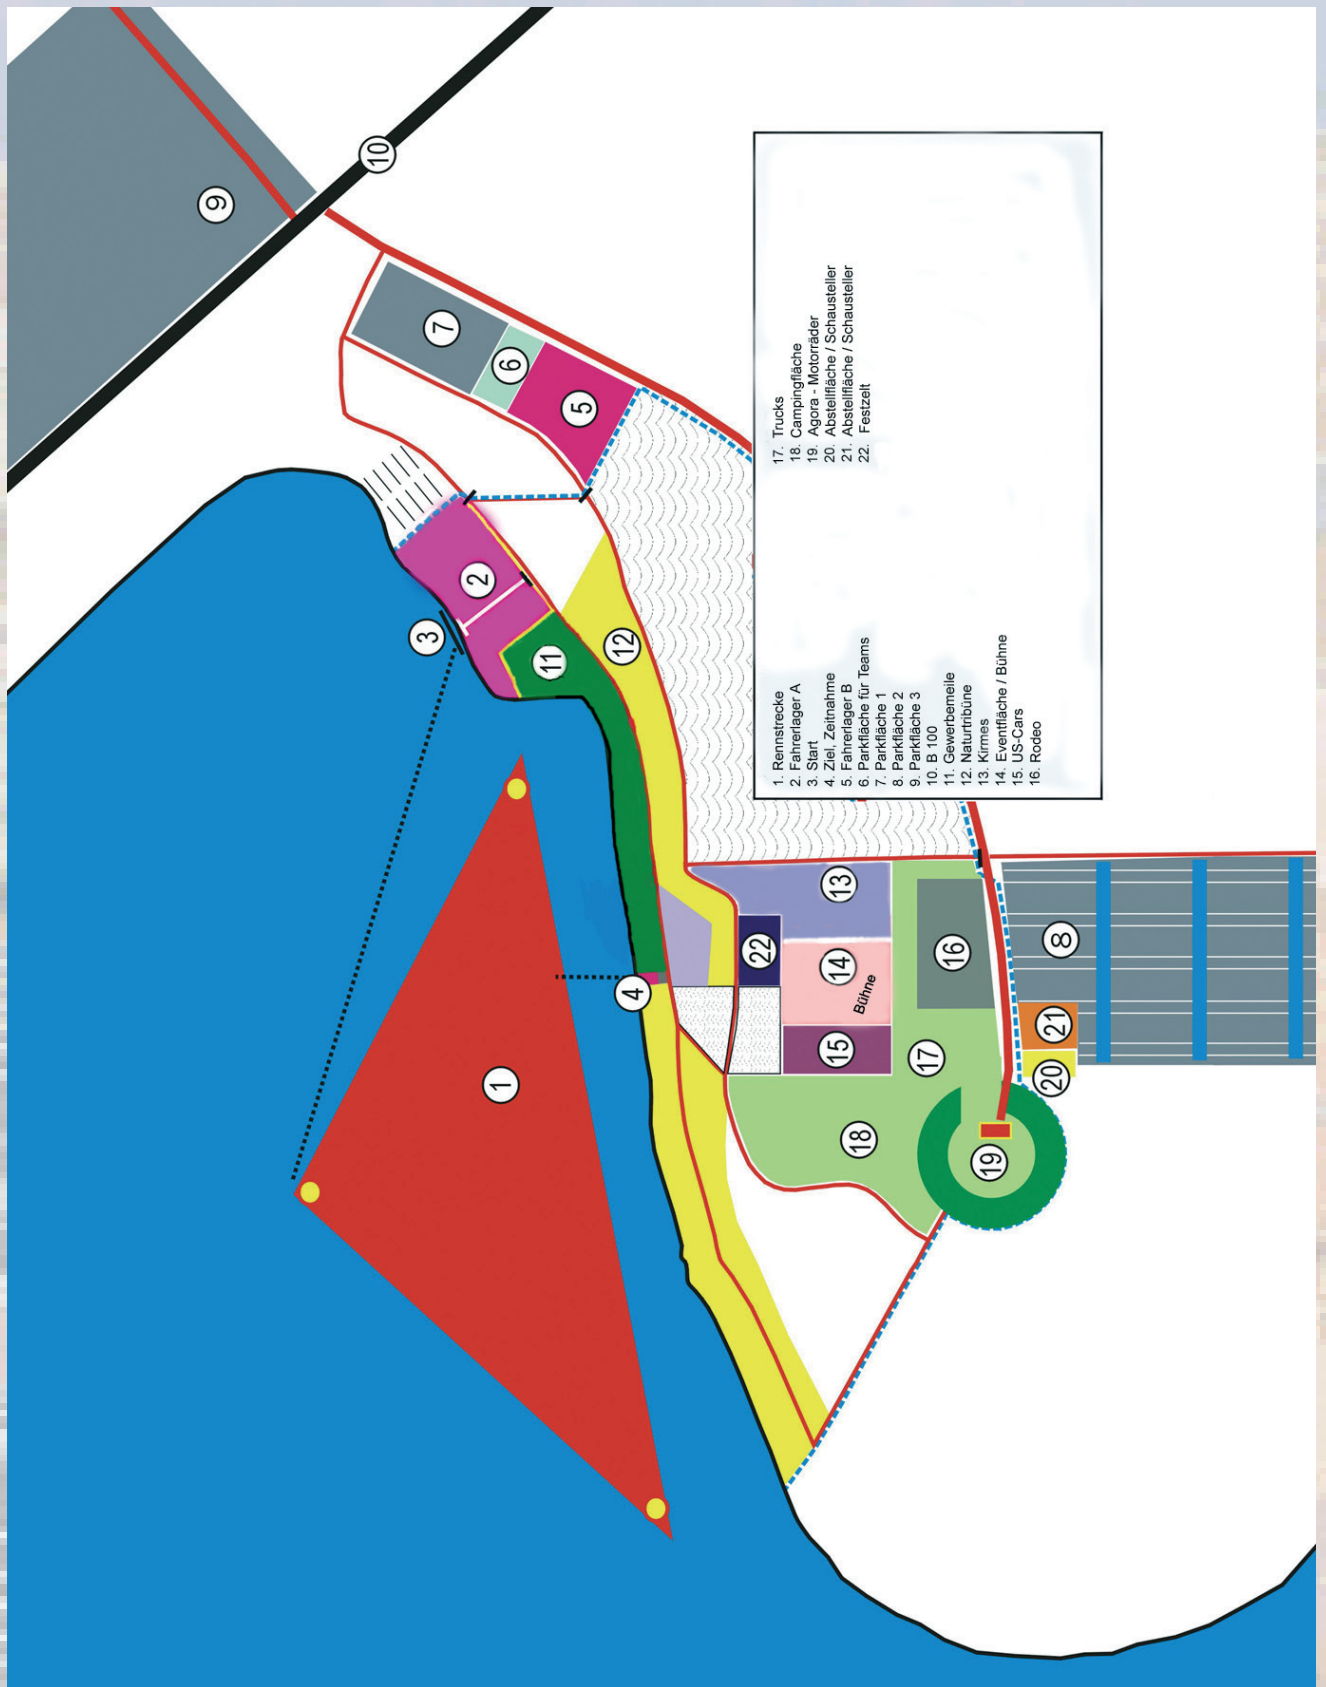 1. Rennstrecke
2. Fahrerlager A
3. Start
4. Ziel, Zeitnahme
5. Fahrerlager B
6. Parkfläche für Teams
7. Parkfläche 1
8. Parkfläche 2
9. Parkfläche 3
10. B 100
11. Gewerbemeile
12. Naturtribüne
13. Kirmes
14. Eventfläche / Bühne
15. US-Cars
16. Rodeo
17. Trucks
18. Campingfläche
19. Agora - Motorräder
20. Abstellfläche / Schausteller
21. Abstellfläche / Schausteller
22. Festzelt
9
10
7
6
5
2
3
11
12
13
22
14
Bühne
16
8
4
15
17
21
20
1
18
19